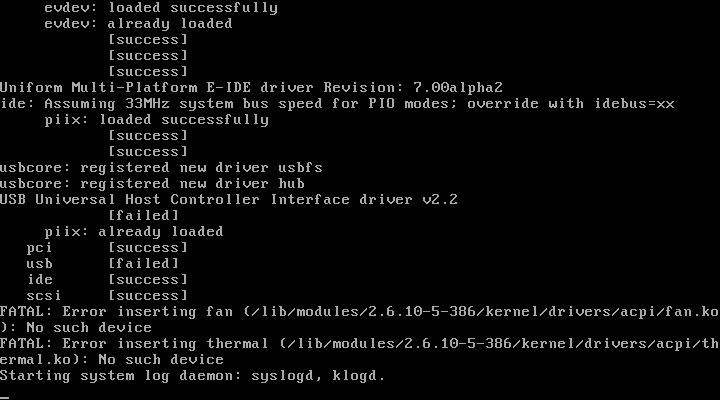 evdev: loaded successfully
evdev: already loaded
[success]
[success]
[success]
Uniform Multi-Platform E-IDE driver Revision: 7.00alpha2
ide: Assuming 33MHz system bus speed for PIO modes; override with idebus=xx
piix: loaded successfully
[success]
[success]
usbcore: registered new driver usbfs
usbcore: registered new driver hub
USB Universal Host Controller Interface driver v2.2
[failed]
piix: already loaded
pci [success]
usb [failed]
ide [success]
scsi [success]
FATAL: Error inserting fan (/lib/modules/2.6.10-5-386/kernel/drivers/acpi/fan.ko
): No such device
FATAL: Error inserting thermal (/lib/modules/2.6.10-5-386/kernel/drivers/acpi/th
ermal.ko): No such device
Starting system log daemon: syslogd, klogd.